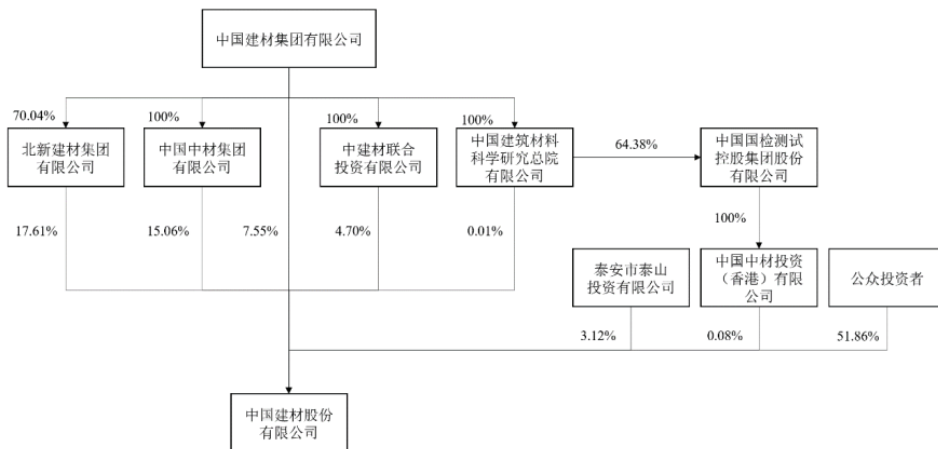 中国建材集团有限公司
70.04%
100%
100%
100%
北新建材集团
有限公司
中国中材集团
有限公司
中建材联合
投资有限公司
中国建筑材料
科学研究总院
有限公司
64.38%
中国国检测试
控股集团股份
有限公司
17.61%
15.06%
7.55%
4.70%
0.01%
100%
泰安市泰山
投资有限公司
中国中材投资
（香港）有限
公司
公众投资者
3.12%
0.08%
51.86%
中国建材股份
有限公司